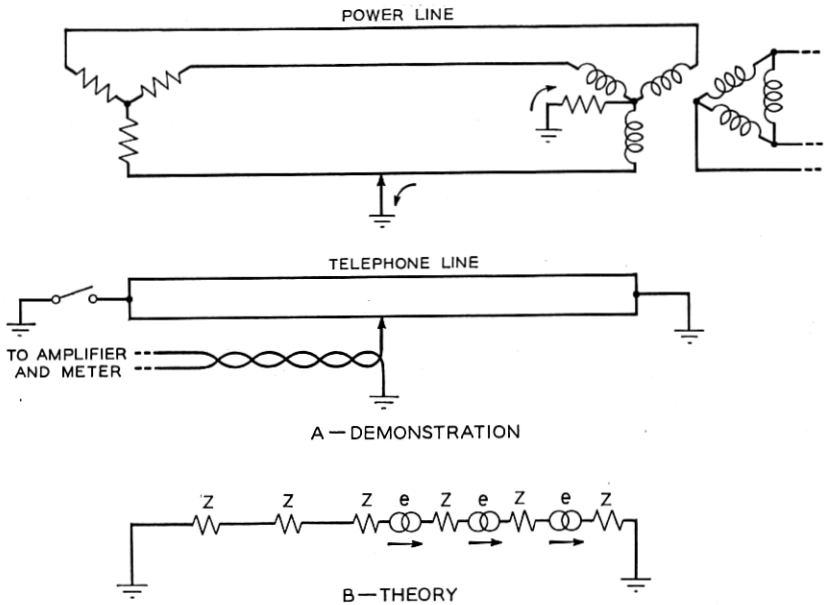 POWER LINE
TELEPHONE LINE
TO AMPLIFIER
AND METER
A—DEMONSTRATION
Z Z Z e Z e Z e Z
B—THEORY